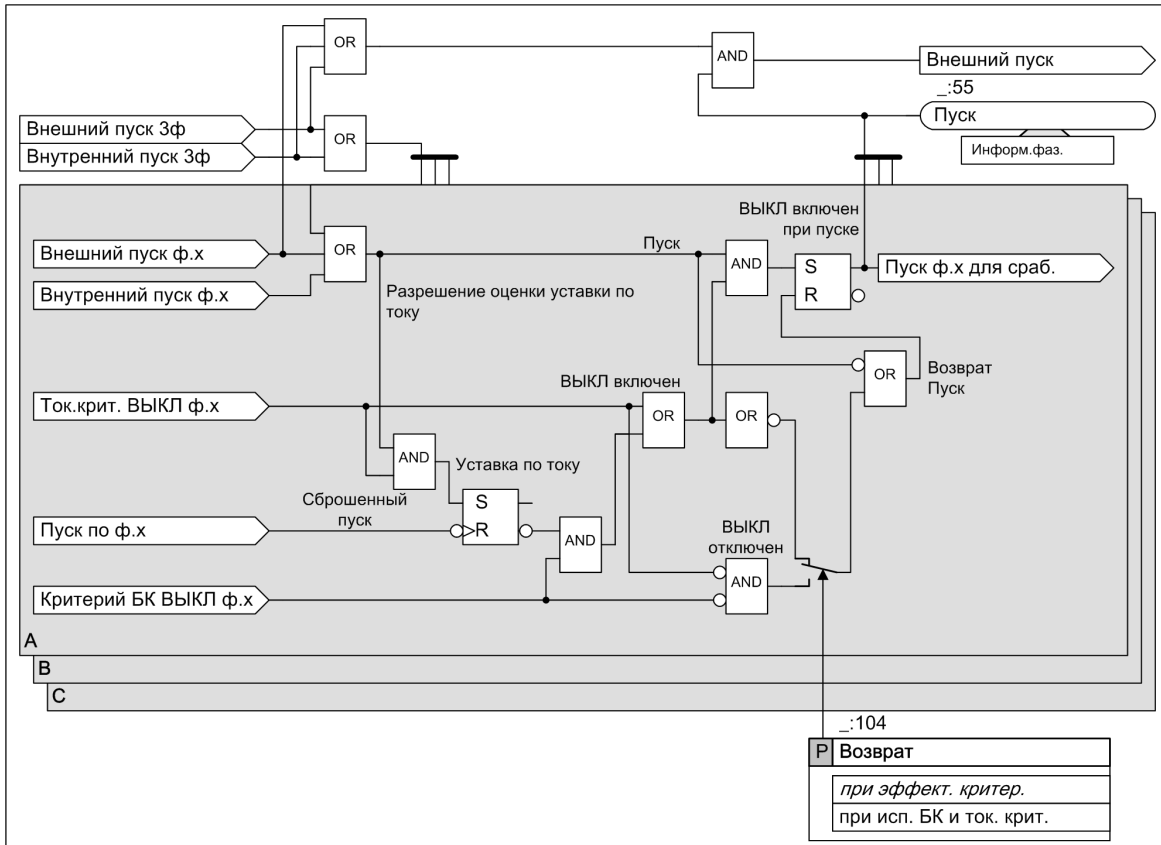 OR
AND
Внешний пуск
_:55
Пуск
Информ.фаз.
Внешний пуск 3ф
Внутренний пуск 3ф
OR
ВЫКЛ включен
при пуске
Внешний пуск ф.x
Внутренний пуск ф.x
OR
Пуск
AND
S
R
Пуск ф.x для сраб.
Разрешение оценки уставки по
току
OR
Возврат
Пуск
Ток.крит. ВЫКЛ ф.x
ВЫКЛ включен
OR
OR
AND
Уставка по току
Сброшенный
пуск
S
R
Пуск по ф.x
AND
ВЫКЛ
отключен
AND
Критерий БК ВЫКЛ ф.x
A
B
C
_:104
P Возврат
при эффект. критер.
при исп. БК и ток. крит.